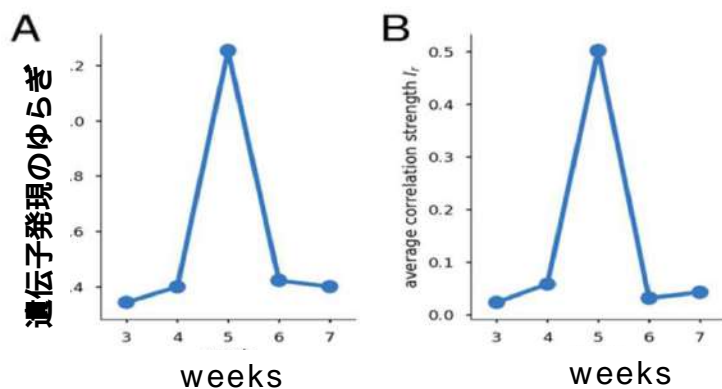 A
遺伝子発現のゆらぎ
.2
.0
.8
.6
.4
3 4 5 6 7
weeks
B
average correlation strength Iᵣ
0.5
0.4
0.3
0.2
0.1
0.0
3 4 5 6 7
weeks